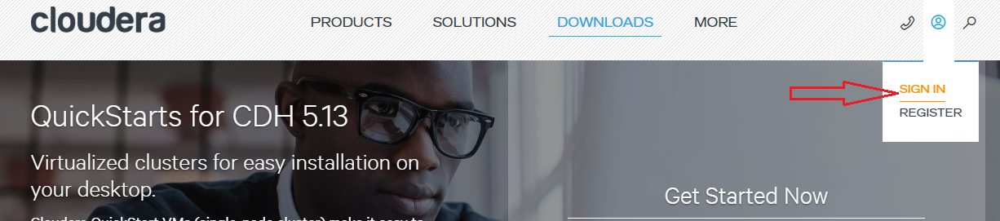 cloudera
PRODUCTS SOLUTIONS DOWNLOADS MORE
SIGN IN
REGISTER
QuickStarts for CDH 5.13
Virtualized clusters for easy installation on
your desktop.
Cloudera QuickStart VMs (single-node cluster) make it easy to
Get Started Now